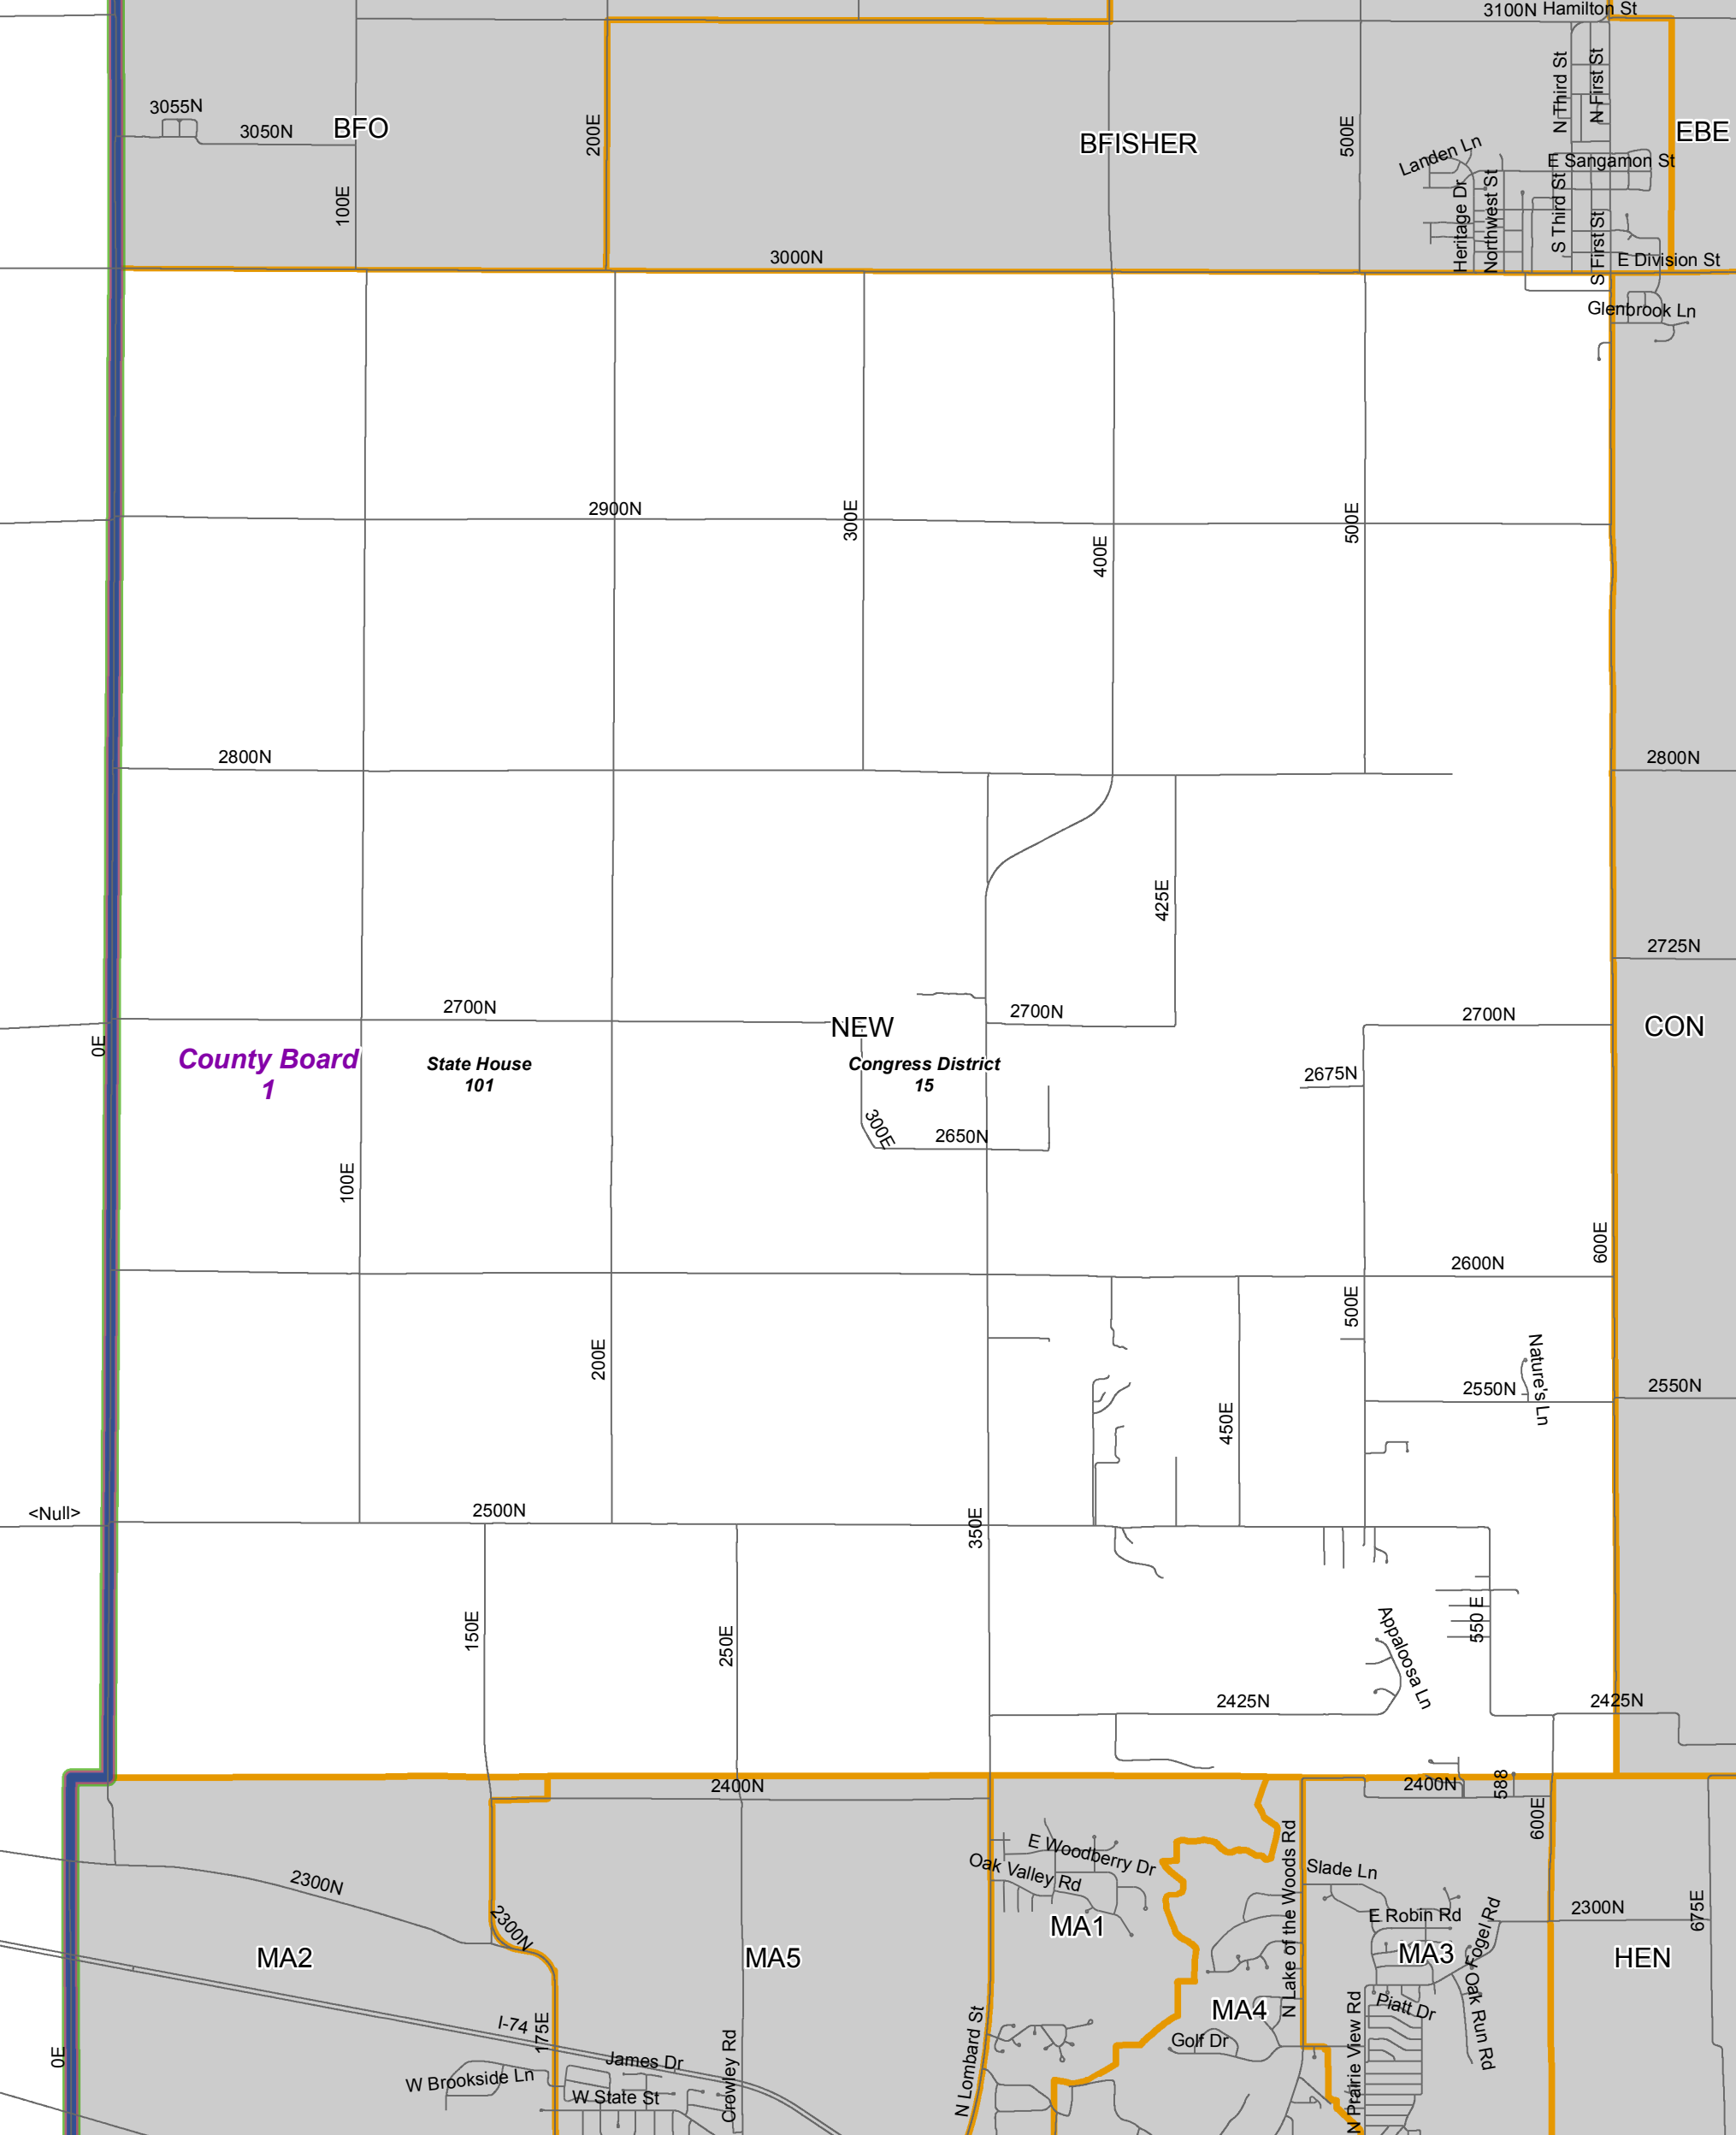 3100N
Hamilton St
3055N
3050N
BFO
200E
BFISHER
500E
N Third St
N First St
EBE
Landen Ln
E Sangamon St
100E
Heritage Dr
Northwest St
S Third St
S First St
3000N
E Division St
Glenbrook Ln
2900N
300E
400E
500E
2800N
2800N
425E
2725N
2700N
NEW
2700N
2700N
CON
0E
County Board
1
State House
101
Congress District
15
2675N
300E
2650N
100E
600E
2600N
500E
200E
Nature's Ln
2550N
2550N
450E
<Null>
2500N
350E
150E
250E
550 E
Appaloosa Ln
2425N
2425N
2400N
2400N
588
600E
E Woodberry Dr
Oak Valley Rd
N Lake of the Woods Rd
Slade Ln
2300N
2300N
MA1
E Robin Rd
O Fogel Rd
2300N
675E
MA2
MA5
MA3
HEN
I-74
175E
MA4
Piatt Dr
Oak Run Rd
Golf Dr
N Prairie View Rd
0E
James Dr
W Brookside Ln
W State St
Crowley Rd
N Lombard St